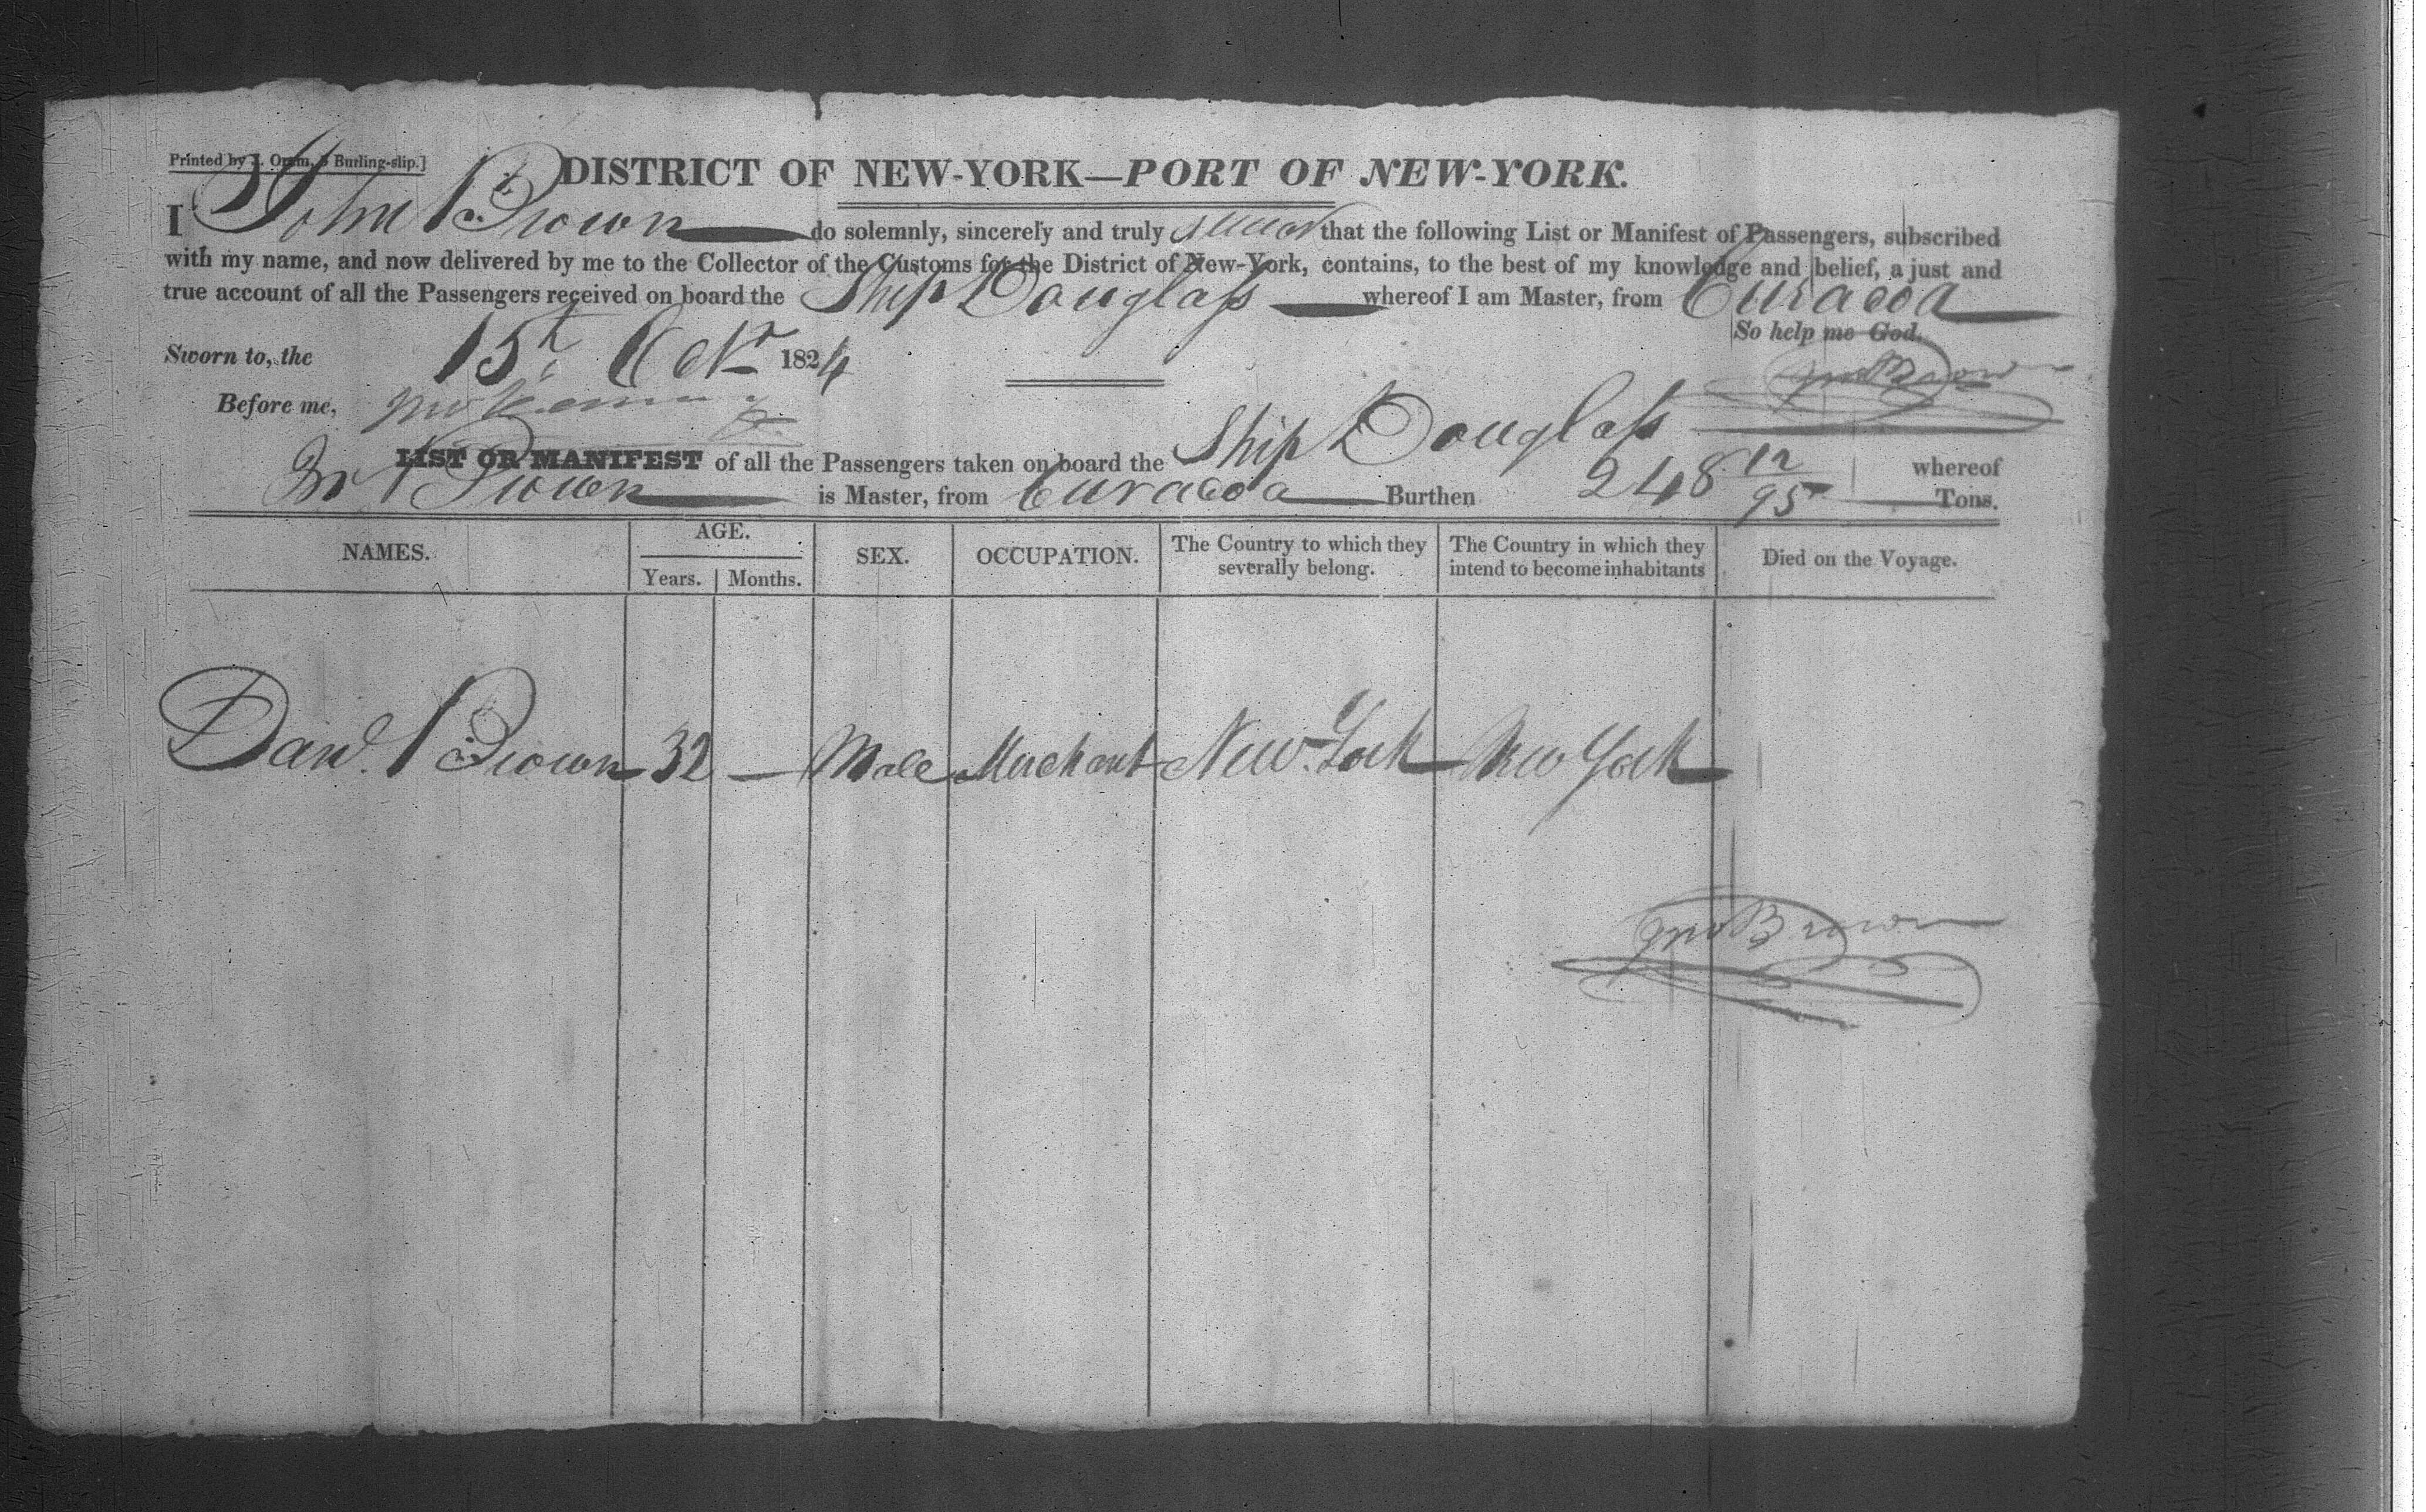 Printed by J. Oram, 5 Burling-slip.]
DISTRICT OF NEW-YORK—PORT OF NEW-YORK.
I John Brown do solemnly, sincerely and truly swear that the following List or Manifest of Passengers, subscribed
with my name, and now delivered by me to the Collector of the Customs for the District of New-York, contains, to the best of my knowledge and belief, a just and
true account of all the Passengers received on board the Ship Douglass whereof I am Master, from Curacoa
So help me God.
Sworn to, the 15th Octr 1824
Jno Brown
Before me,
LIST OR MANIFEST of all the Passengers taken on board the Ship Douglass whereof
Jn Brown is Master, from Curacoa Burthen 248 12/95 Tons.
NAMES. AGE. SEX. OCCUPATION. The Country to which they severally belong. The Country in which they intend to become inhabitants Died on the Voyage.
Years. Months.
Danl. Brown 32 — Male Merchant New-York New York
Jno Brown